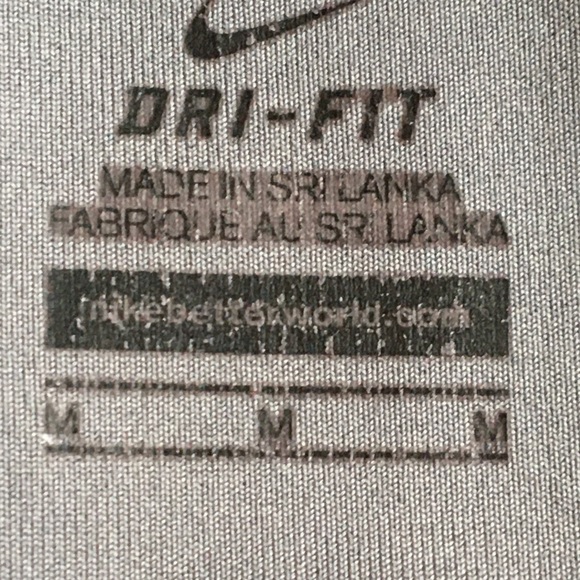 DRI-FIT
MADE IN SRI LANKA
FABRIQUE AU SRI LANKA
nikebetterworld.com
M M M